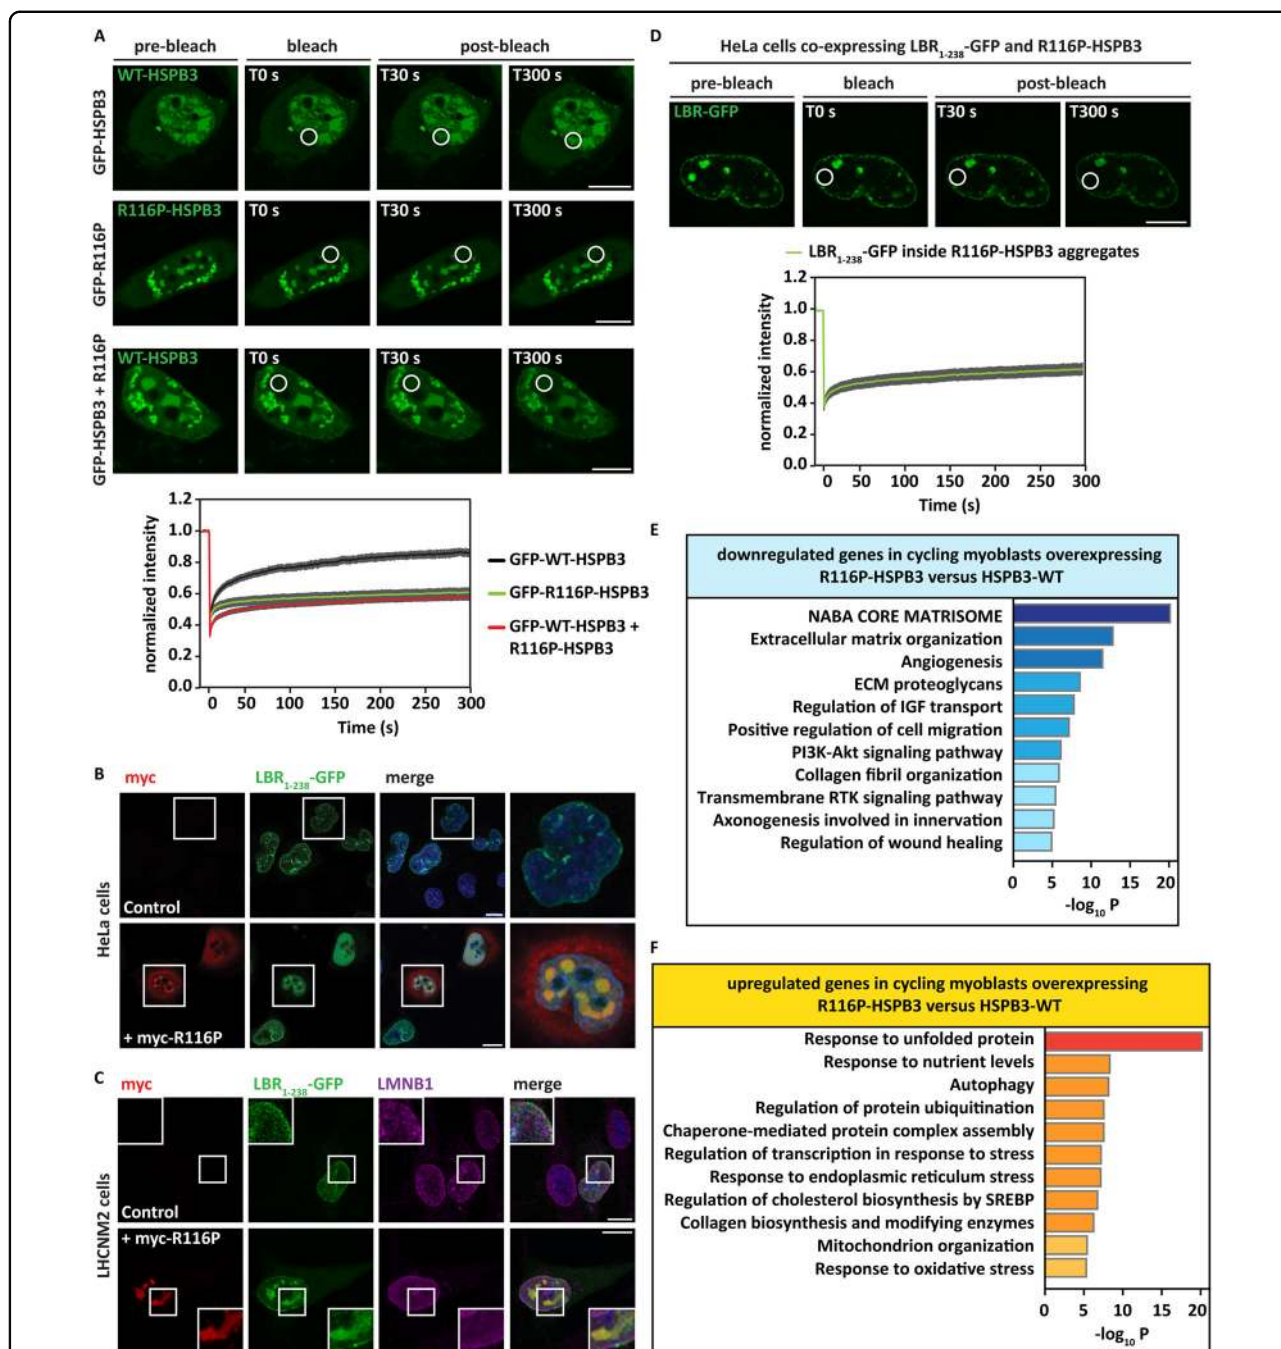 A
pre-bleach bleach post-bleach
GFP-HSPB3
WT-HSPB3 T0 s T30 s T300 s
GFP-R116P
R116P-HSPB3 T0 s T30 s T300 s
GFP-HSPB3 + R116P
WT-HSPB3 T0 s T30 s T300 s
normalized intensity
1.2
1.0
0.8
0.6
0.4
0.2
0.0
0 50 100 150 200 250 300
Time (s)
GFP-WT-HSPB3
GFP-R116P-HSPB3
GFP-WT-HSPB3 +
R116P-HSPB3
B
myc LBR1-238-GFP merge
HeLa cells
Control
+ myc-R116P
C
myc LBR1-238-GFP LMNB1 merge
LHCNM2 cells
Control
+ myc-R116P
D
HeLa cells co-expressing LBR1-238-GFP and R116P-HSPB3
pre-bleach bleach post-bleach
LBR-GFP T0 s T30 s T300 s
LBR1-238-GFP inside R116P-HSPB3 aggregates
normalized intensity
1.2
1.0
0.8
0.6
0.4
0.2
0.0
0 50 100 150 200 250 300
Time (s)
E
downregulated genes in cycling myoblasts overexpressing
R116P-HSPB3 versus HSPB3-WT
NABA CORE MATRISOME
Extracellular matrix organization
Angiogenesis
ECM proteoglycans
Regulation of IGF transport
Positive regulation of cell migration
PI3K-Akt signaling pathway
Collagen fibril organization
Transmembrane RTK signaling pathway
Axonogenesis involved in innervation
Regulation of wound healing
0 5 10 15 20
-log10 P
F
upregulated genes in cycling myoblasts overexpressing
R116P-HSPB3 versus HSPB3-WT
Response to unfolded protein
Response to nutrient levels
Autophagy
Regulation of protein ubiquitination
Chaperone-mediated protein complex assembly
Regulation of transcription in response to stress
Response to endoplasmic reticulum stress
Regulation of cholesterol biosynthesis by SREBP
Collagen biosynthesis and modifying enzymes
Mitochondrion organization
Response to oxidative stress
0 5 10 15 20
-log10 P